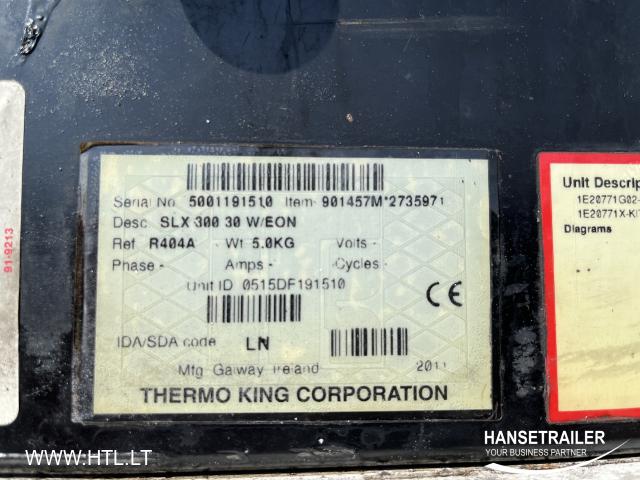 Serial No 5001191510 Item 901457M*2735971
Desc SLX 300 30 W/EON
Ref R404A Wt 5.0KG Volts -
Phase - Amps - Cycles -
Unit ID 0515DF191510
CE
IDA/SDA code LN
Mfg Galway Ireland 2011
THERMO KING CORPORATION
91-9213
Unit Descrip
1E20771G02-
1E20771X-KI
Diagrams
HANSETRAILER
YOUR BUSINESS PARTNER
WWW.HTL.LT